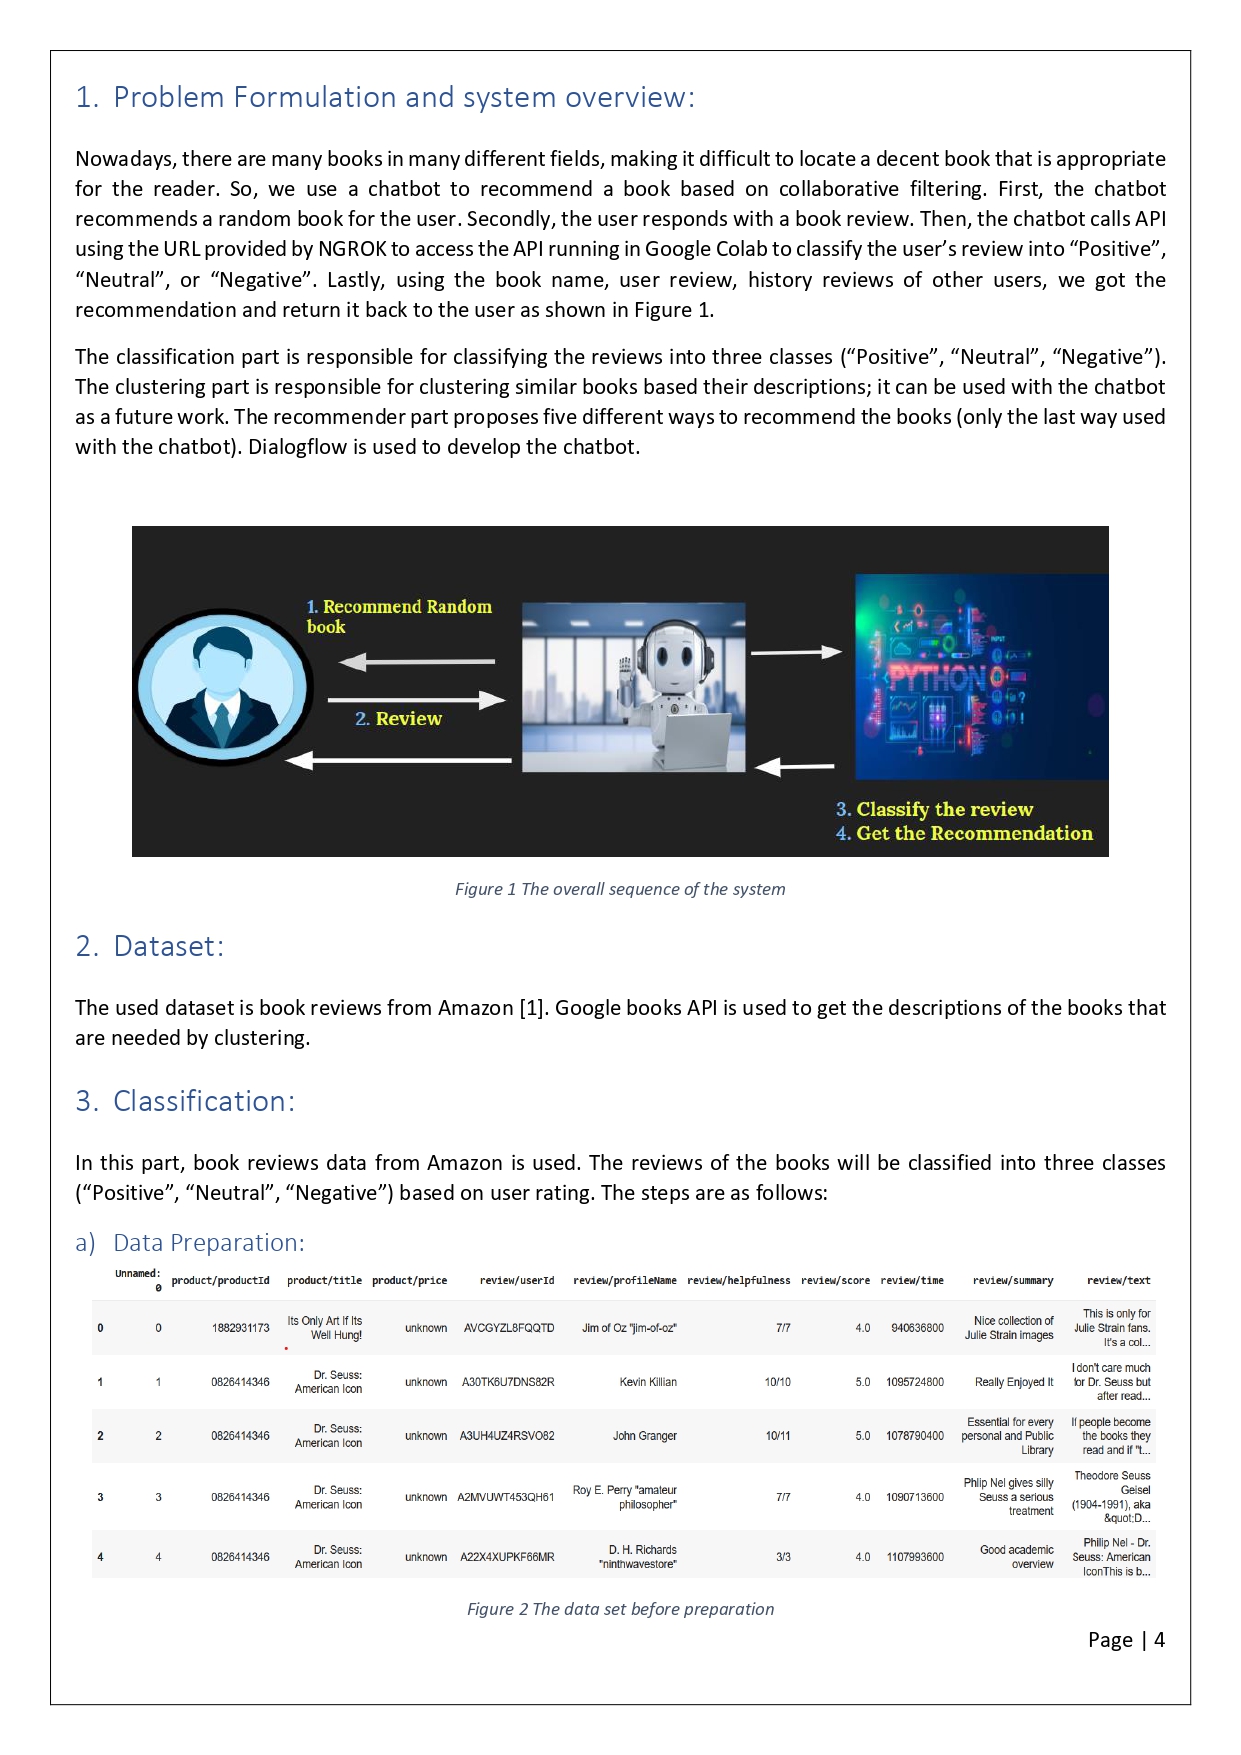 1. Problem Formulation and system overview:
Nowadays, there are many books in many different fields, making it difficult to locate a decent book that is appropriate
for the reader. So, we use a chatbot to recommend a book based on collaborative filtering. First, the chatbot
recommends a random book for the user. Secondly, the user responds with a book review. Then, the chatbot calls API
using the URL provided by NGROK to access the API running in Google Colab to classify the user’s review into “Positive”,
“Neutral”, or “Negative”. Lastly, using the book name, user review, history reviews of other users, we got the
recommendation and return it back to the user as shown in Figure 1.
The classification part is responsible for classifying the reviews into three classes (“Positive”, “Neutral”, “Negative”).
The clustering part is responsible for clustering similar books based their descriptions; it can be used with the chatbot
as a future work. The recommender part proposes five different ways to recommend the books (only the last way used
with the chatbot). Dialogflow is used to develop the chatbot.
1. Recommend Random
book
2. Review
PYTHON
INPUT
3. Classify the review
4. Get the Recommendation
Figure 1 The overall sequence of the system
2. Dataset:
The used dataset is book reviews from Amazon [1]. Google books API is used to get the descriptions of the books that
are needed by clustering.
3. Classification:
In this part, book reviews data from Amazon is used. The reviews of the books will be classified into three classes
(“Positive”, “Neutral”, “Negative”) based on user rating. The steps are as follows:
a) Data Preparation:
Unnamed:
0 product/productId product/title product/price review/userId review/profileName review/helpfulness review/score review/time review/summary review/text
0 0 1882931173 Its Only Art If Its Well Hung! unknown AVCGYZL8FQQTD Jim of Oz "jim-of-oz" 7/7 4.0 940636800 Nice collection of Julie Strain images This is only for Julie Strain fans. It's a col...
1 1 0826414346 Dr. Seuss: American Icon unknown A30TK6U7DNS82R Kevin Killian 10/10 5.0 1095724800 Really Enjoyed It I don't care much for Dr. Seuss but after read...
2 2 0826414346 Dr. Seuss: American Icon unknown A3UH4UZ4RSVO82 John Granger 10/11 5.0 1078790400 Essential for every personal and Public Library If people become the books they read and if "t...
3 3 0826414346 Dr. Seuss: American Icon unknown A2MVUWT453QH61 Roy E. Perry "amateur philosopher" 7/7 4.0 1090713600 Phlip Nel gives silly Seuss a serious treatment Theodore Seuss Geisel (1904-1991), aka &quot;D...
4 4 0826414346 Dr. Seuss: American Icon unknown A22X4XUPKF66MR D. H. Richards "ninthwavestore" 3/3 4.0 1107993600 Good academic overview Philip Nel - Dr. Seuss: American IconThis is b...
Figure 2 The data set before preparation
Page | 4